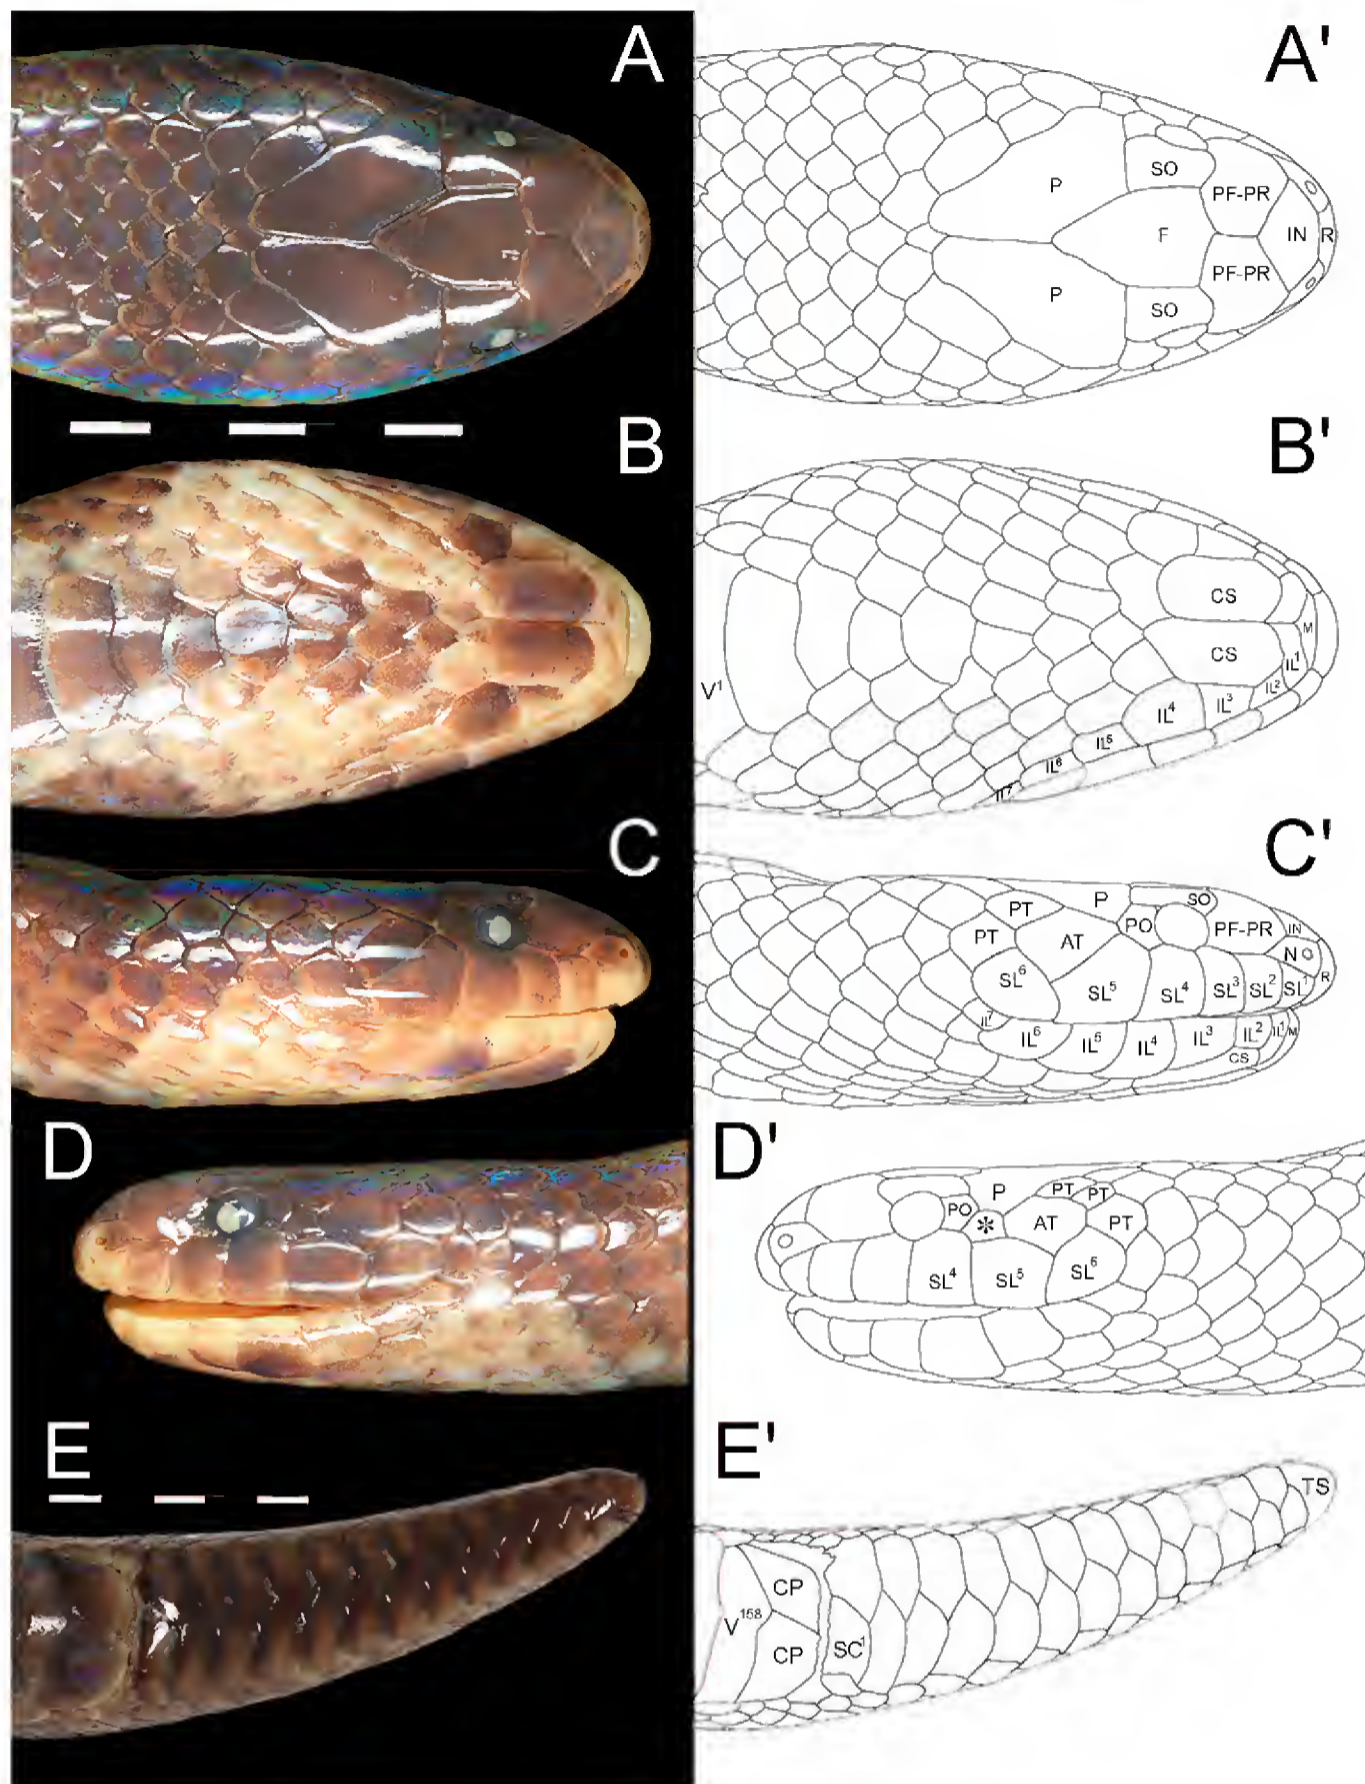 A A'
P SO PF-PR
F IN R
P SO PF-PR
B B'
CS
M
CS IL¹
V¹ IL⁴ IL³ IL²
IL⁵
IL⁶
IL⁷
C C'
PT P SO
PT AT PO PF-PR IN
N
SL⁶ SL⁵ SL⁴ SL³ SL² SL¹ R
IL⁷ IL⁶ IL⁵ IL⁴ IL³ IL² IL¹ M
CS
D D'
P PT PT
PO * AT PT
SL⁴ SL⁵ SL⁶
E E'
TS
CP
V¹⁵⁸
CP SC¹